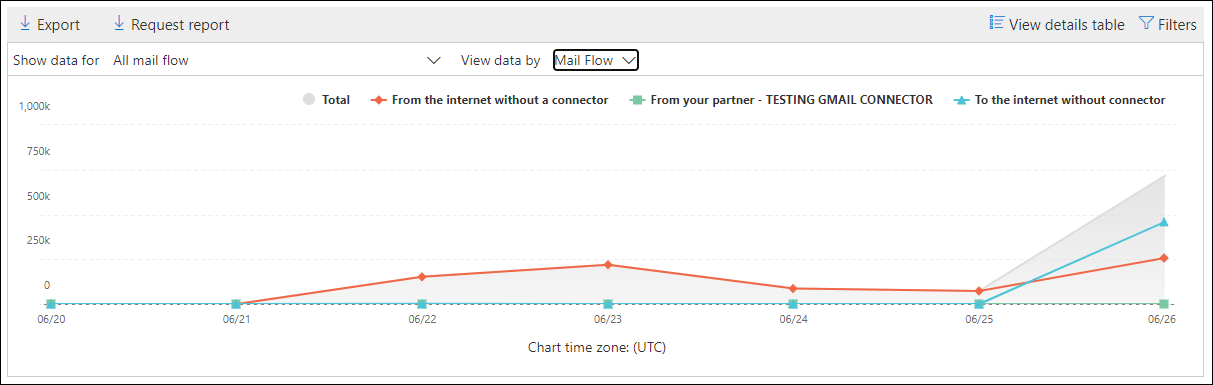 Export Request report View details table Filters
Show data for All mail flow View data by Mail Flow
Total From the internet without a connector From your partner - TESTING GMAIL CONNECTOR To the internet without connector
1,000k
750k
500k
250k
0
06/20 06/21 06/22 06/23 06/24 06/25 06/26
Chart time zone: (UTC)